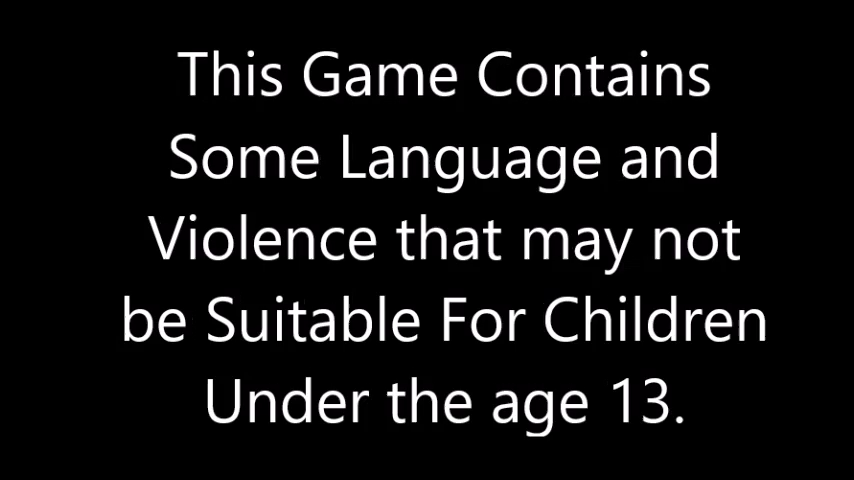 This Game Contains
Some Language and
Violence that may not
be Suitable For Children
Under the age 13.